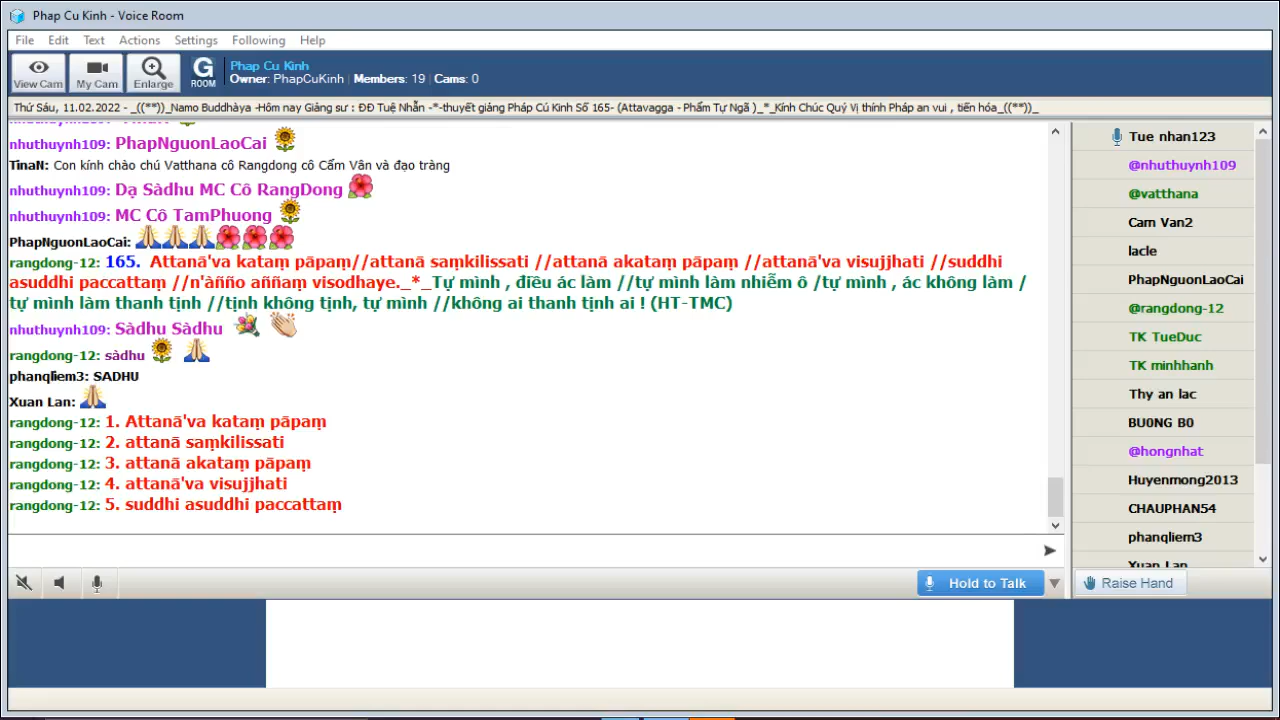 Phap Cu Kinh - Voice Room
File Edit Text Actions Settings Following Help
View Cam My Cam Enlarge G ROOM
Phap Cu Kinh
Owner: PhapCuKinh Members: 19 Cams: 0
Thứ Sáu, 11.02.2022 - _((**))_Namo Buddhàya -Hôm nay Giảng sư : ĐĐ Tuệ Nhẫn -*-thuyết giảng Pháp Cú Kinh Số 165- (Attavagga - Phẩm Tự Ngã )_*_Kính Chúc Quý Vị thính Pháp an vui , tiến hóa_((**))_
nhuthuynh109: PhapNguonLaoCai
TinaN: Con kính chào chú Vatthana cô Rangdong cô Cẩm Vân và đạo tràng
nhuthuynh109: Dạ Sàdhu MC Cô RangDong
nhuthuynh109: MC Cô TamPhuong
PhapNguonLaoCai:
rangdong-12: 165. Attanā'va kataṃ pāpaṃ//attanā saṃkilissati //attanā akataṃ pāpaṃ //attanā'va visujjhati //suddhi
asuddhi paccattaṃ //n'àñño aññaṃ visodhaye._*_Tự mình , điều ác làm //tự mình làm nhiễm ô /tự mình , ác không làm /
tự mình làm thanh tịnh //tịnh không tịnh, tự mình //không ai thanh tịnh ai ! (HT-TMC)
nhuthuynh109: Sàdhu Sàdhu
rangdong-12: sàdhu
phanqliem3: SADHU
Xuan Lan:
rangdong-12: 1. Attanā'va kataṃ pāpaṃ
rangdong-12: 2. attanā saṃkilissati
rangdong-12: 3. attanā akataṃ pāpaṃ
rangdong-12: 4. attanā'va visujjhati
rangdong-12: 5. suddhi asuddhi paccattaṃ
Hold to Talk
Tue nhan123
@nhuthuynh109
@vatthana
Cam Van2
lacle
PhapNguonLaoCai
@rangdong-12
TK TueDuc
TK minhhanh
Thy an lac
BU0NG B0
@hongnhat
Huyenmong2013
CHAUPHAN54
phanqliem3
Xuan Lan
Raise Hand